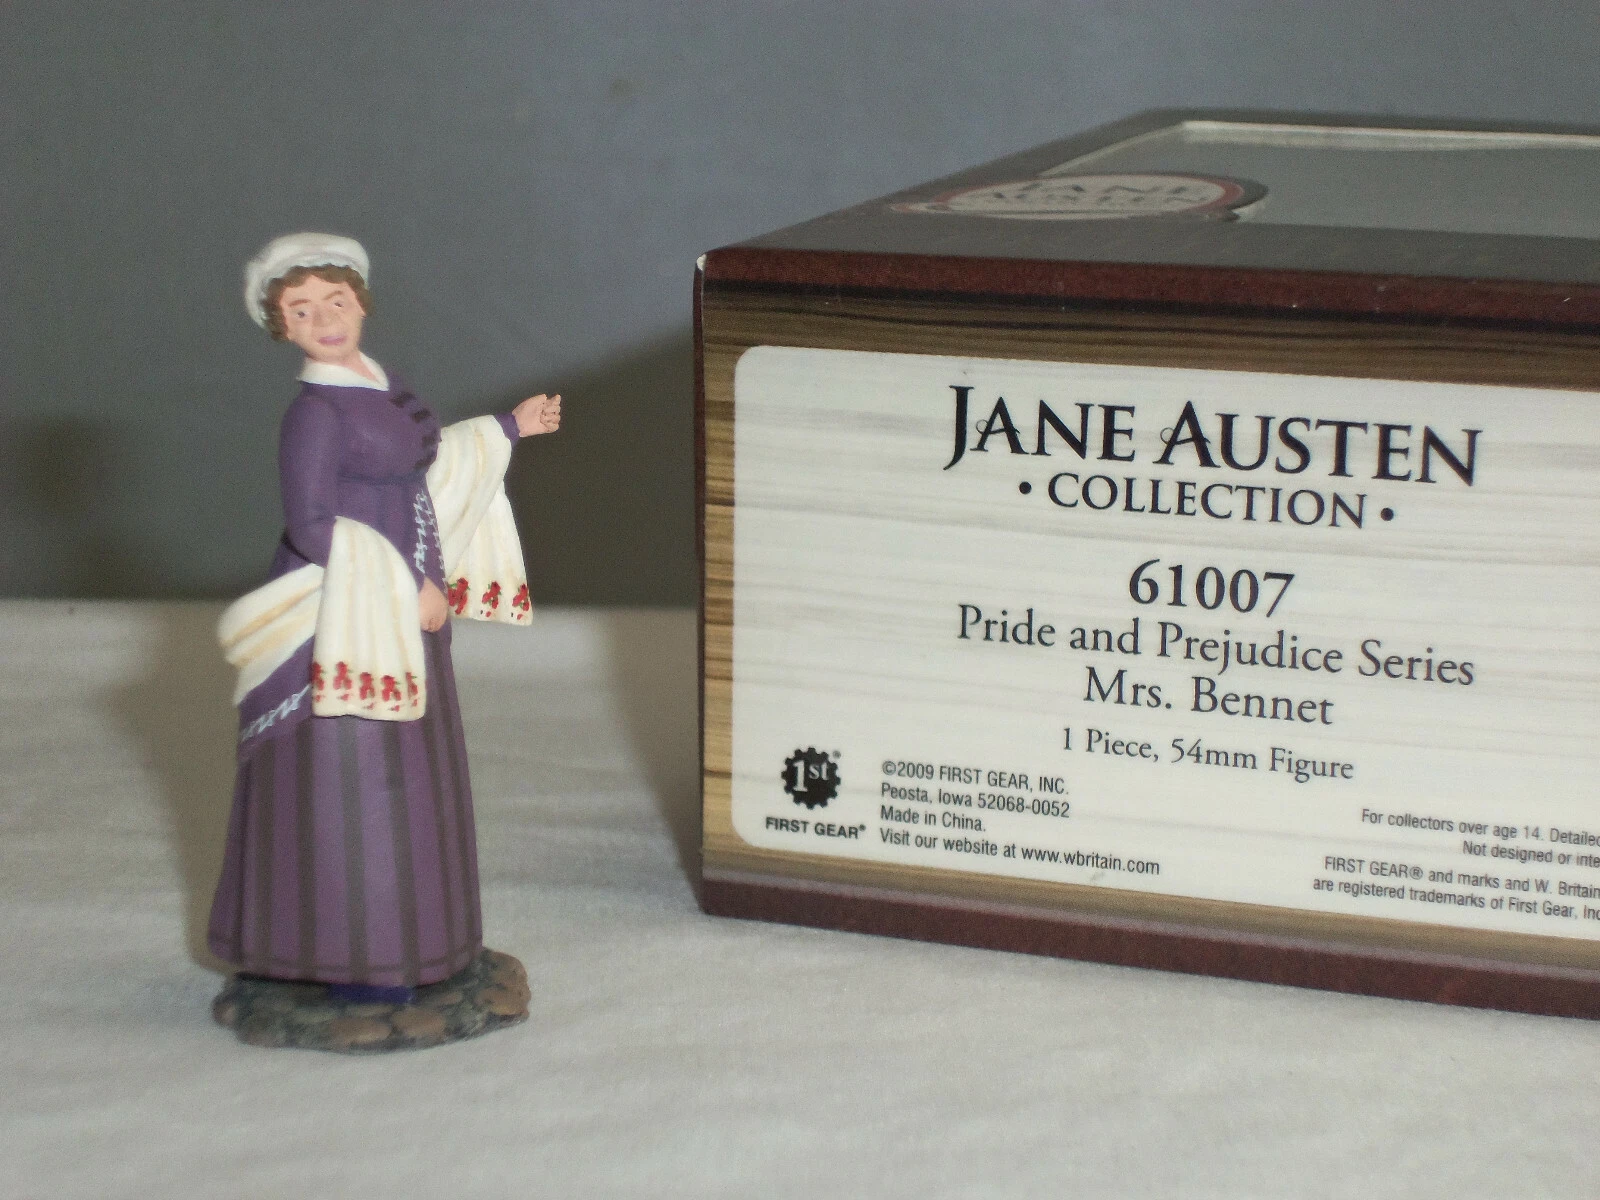 JANE
AUSTEN
JANE AUSTEN
• COLLECTION •
61007
Pride and Prejudice Series
Mrs. Bennet
1 Piece, 54mm Figure
1st
FIRST GEAR®
©2009 FIRST GEAR, INC.
Peosta, Iowa 52068-0052
Made in China.
Visit our website at www.wbritain.com
For collectors over age 14. Detailed
Not designed or
FIRST GEAR® and marks and W. Britain
are registered trademarks of First Gear, Inc